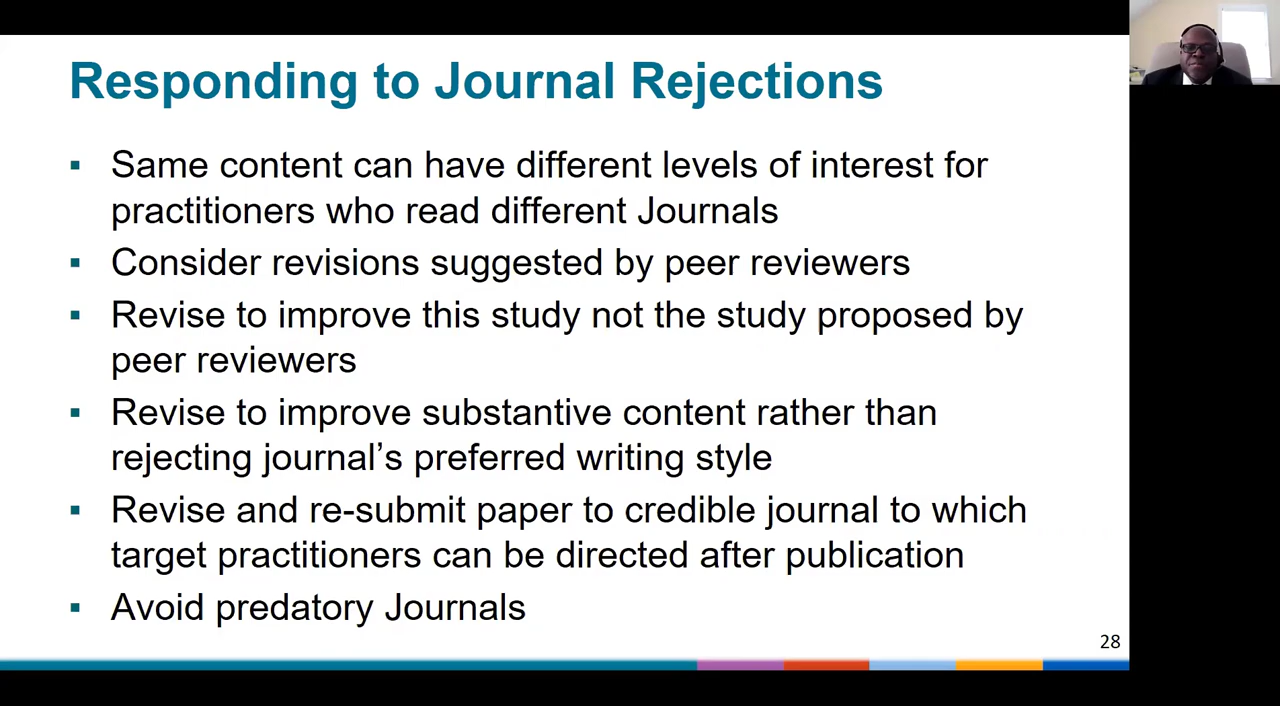 Responding to Journal Rejections
▪ Same content can have different levels of interest for
practitioners who read different Journals
▪ Consider revisions suggested by peer reviewers
▪ Revise to improve this study not the study proposed by
peer reviewers
▪ Revise to improve substantive content rather than
rejecting journal’s preferred writing style
▪ Revise and re-submit paper to credible journal to which
target practitioners can be directed after publication
▪ Avoid predatory Journals
28